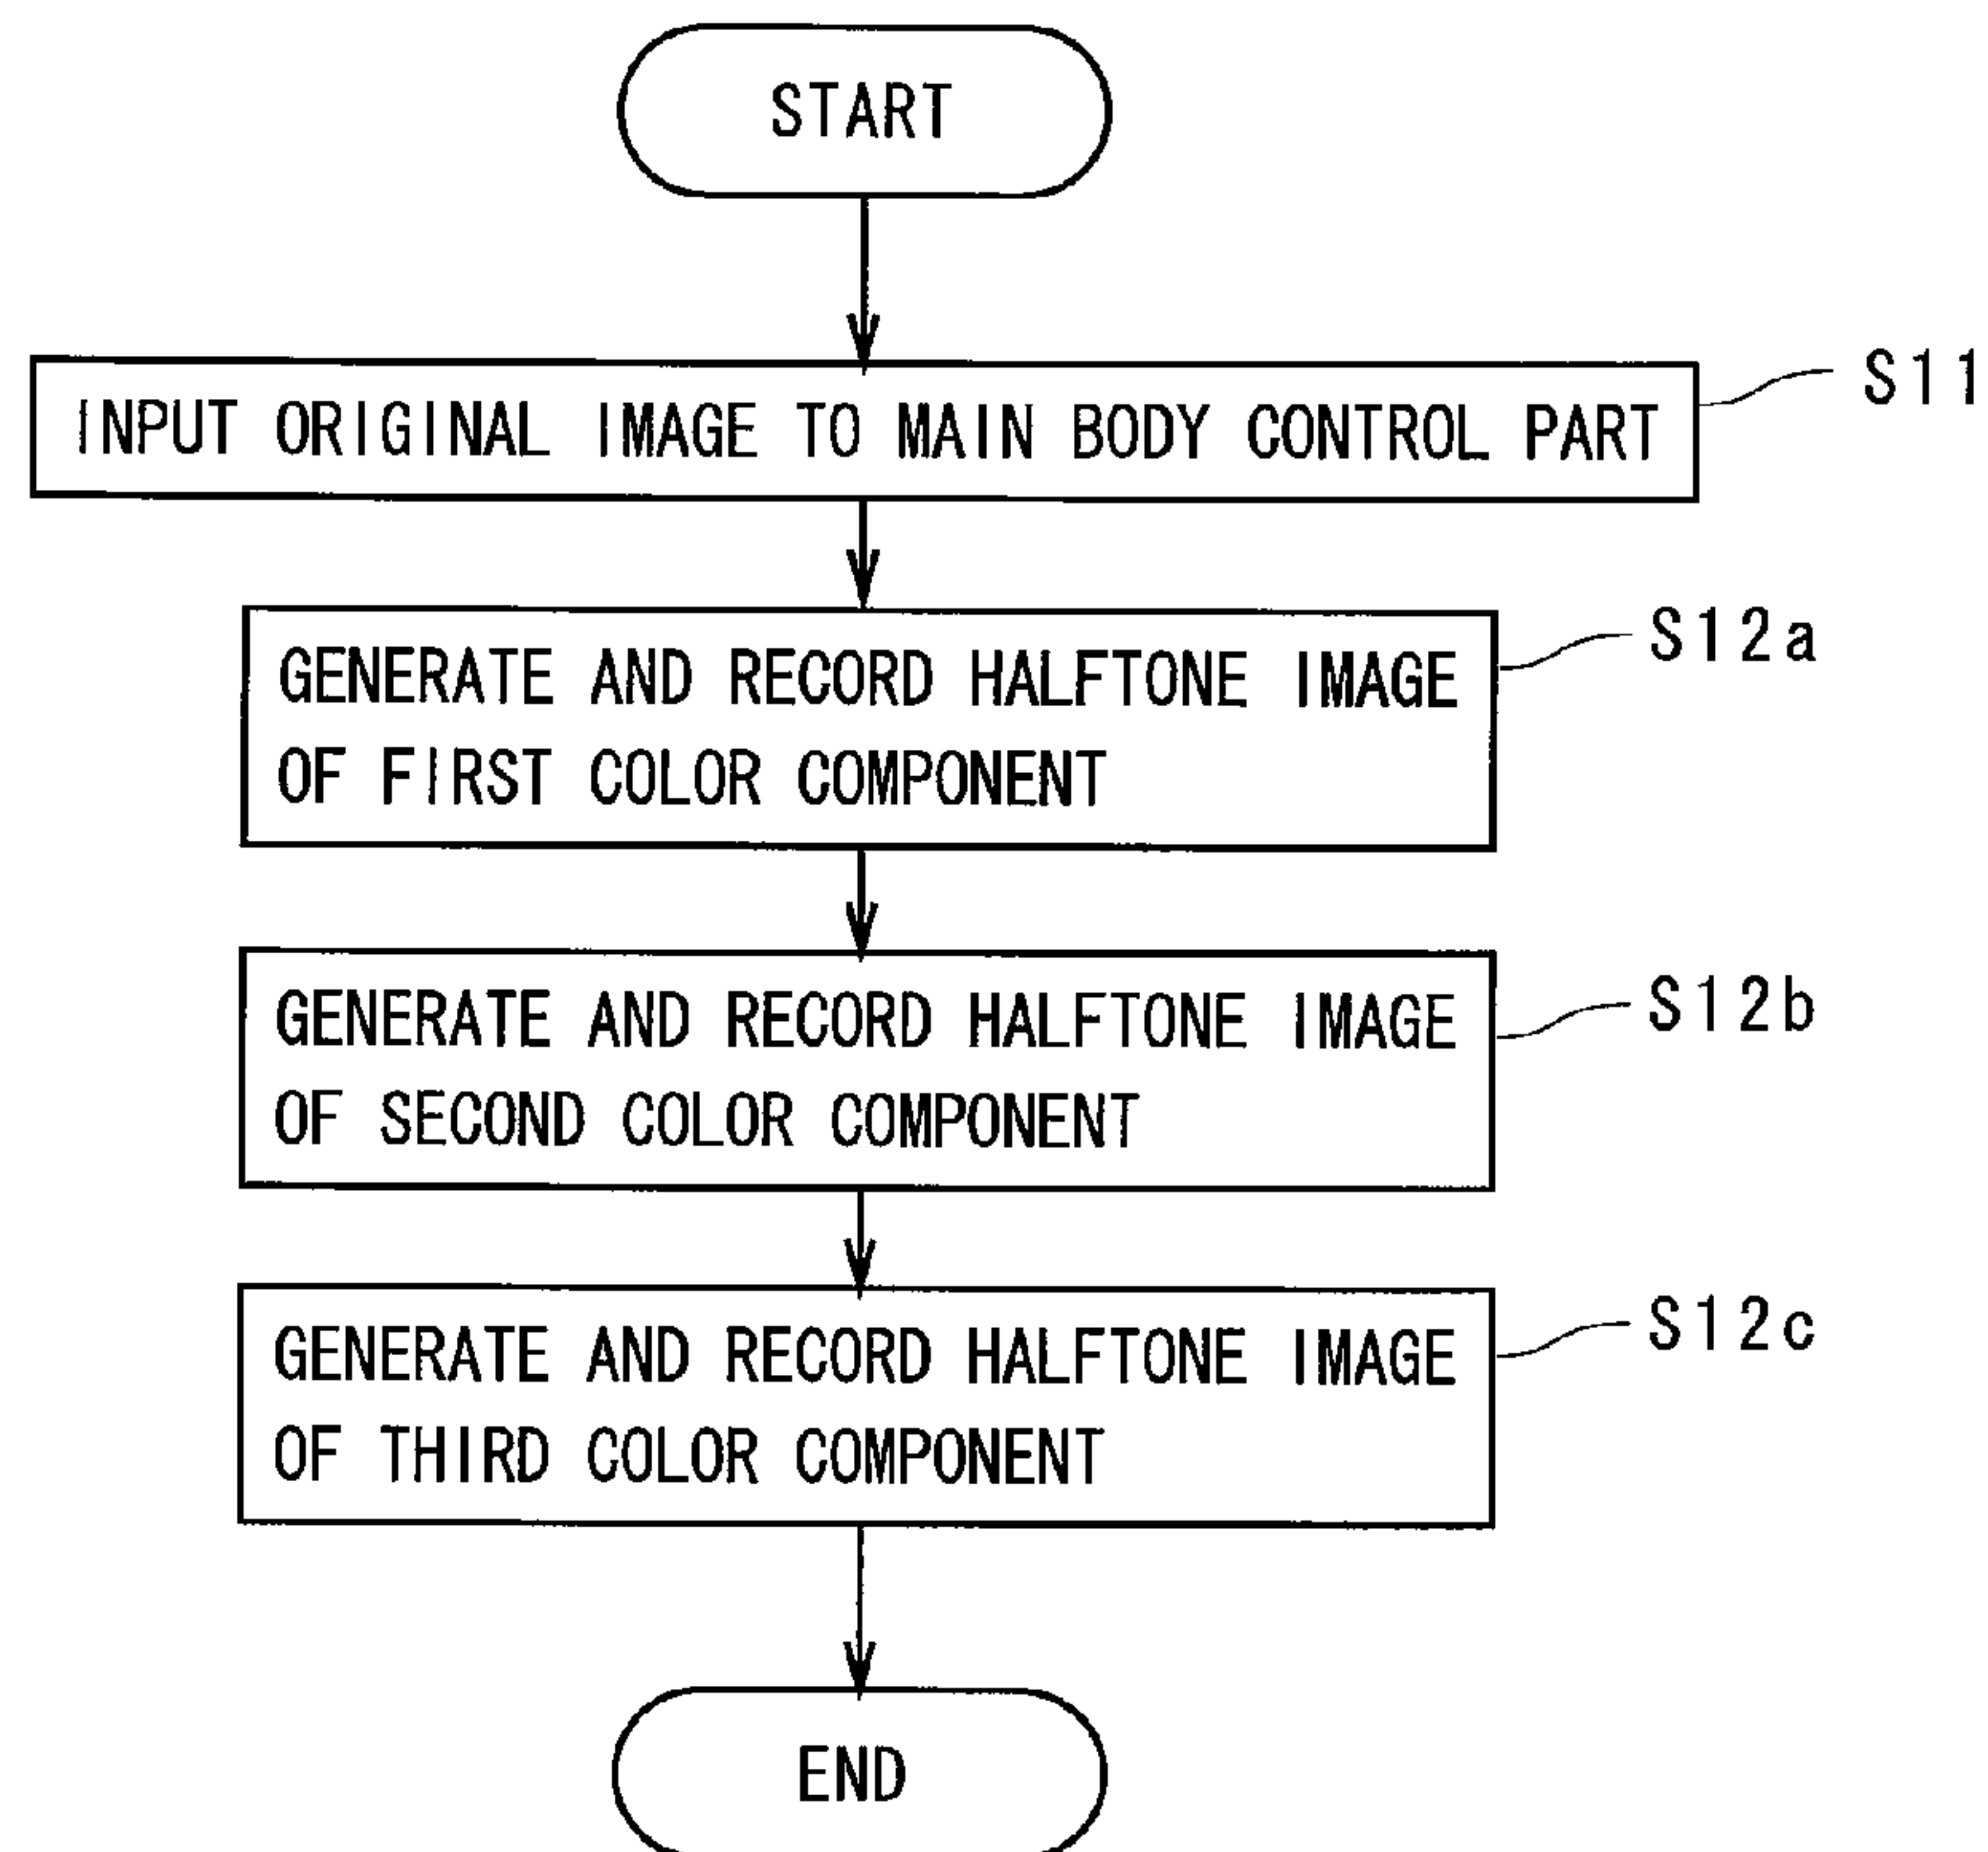 START
INPUT ORIGINAL IMAGE TO MAIN BODY CONTROL PART
S11
GENERATE AND RECORD HALFTONE IMAGE
OF FIRST COLOR COMPONENT
S12a
GENERATE AND RECORD HALFTONE IMAGE
OF SECOND COLOR COMPONENT
S12b
GENERATE AND RECORD HALFTONE IMAGE
OF THIRD COLOR COMPONENT
S12c
END